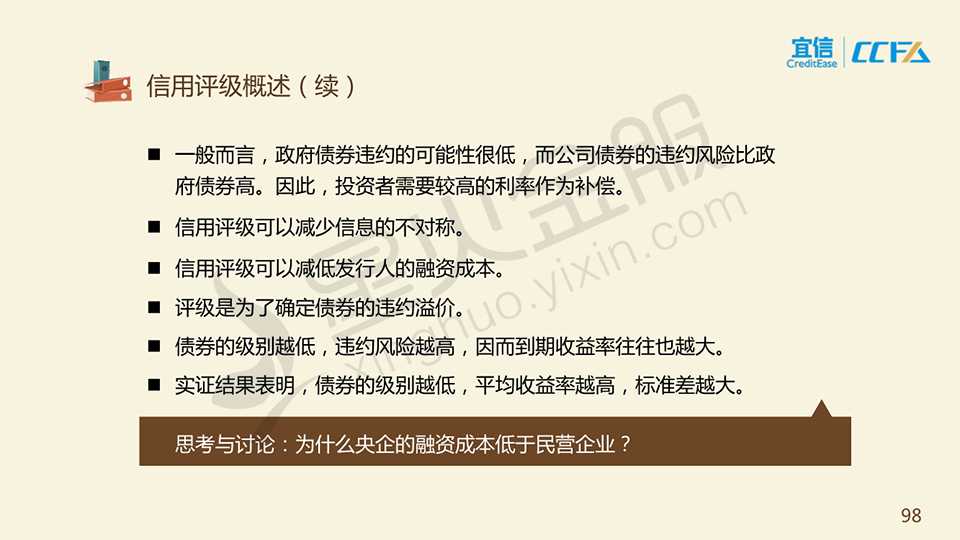 宜信
CreditEase
CCFA
信用评级概述（续）
■ 一般而言，政府债券违约的可能性很低，而公司债券的违约风险比政
府债券高。因此，投资者需要较高的利率作为补偿。
■ 信用评级可以减少信息的不对称。
■ 信用评级可以减低发行人的融资成本。
■ 评级是为了确定债券的违约溢价。
■ 债券的级别越低，违约风险越高，因而到期收益率往往也越大。
■ 实证结果表明，债券的级别越低，平均收益率越高，标准差越大。
思考与讨论：为什么央企的融资成本低于民营企业？
星火金服
xinghuo.yixin.com
98